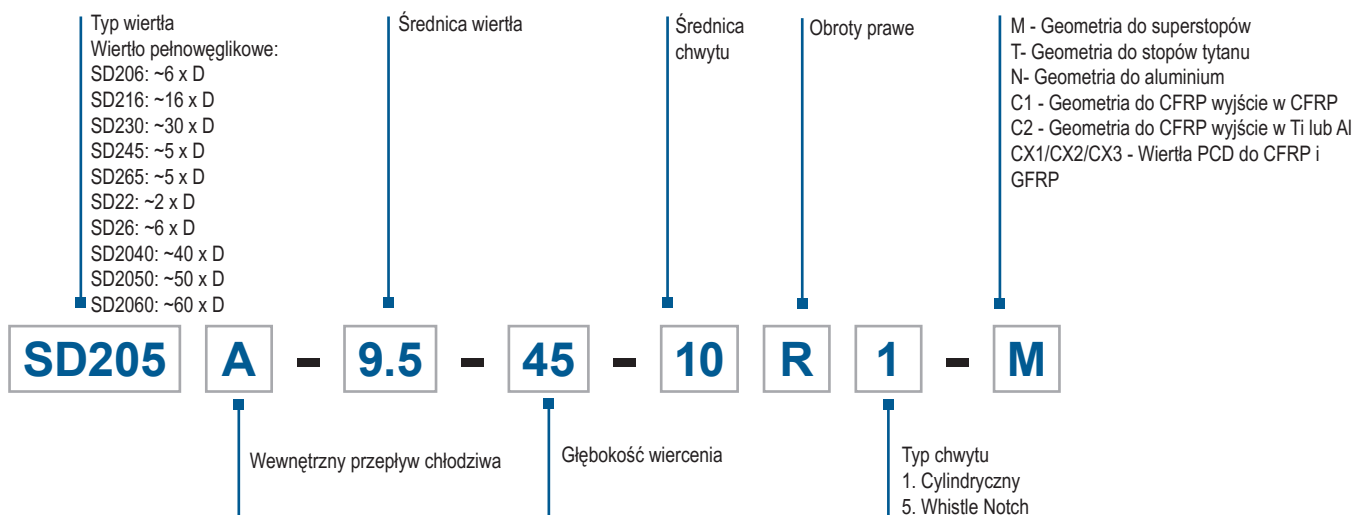 Typ wiertła
Wiertło pełnowęglikowe:
SD206: ~6 x D
SD216: ~16 x D
SD230: ~30 x D
SD245: ~5 x D
SD265: ~5 x D
SD22: ~2 x D
SD26: ~6 x D
SD2040: ~40 x D
SD2050: ~50 x D
SD2060: ~60 x D
Średnica wiertła
Średnica
chwytu
Obroty prawe
M - Geometria do superstopów
T- Geometria do stopów tytanu
N- Geometria do aluminium
C1 - Geometria do CFRP wyjście w CFRP
C2 - Geometria do CFRP wyjście w Ti lub Al
CX1/CX2/CX3 - Wiertła PCD do CFRP i
GFRP
SD205 A - 9.5 - 45 - 10 R 1 - M
Wewnętrzny przepływ chłodziwa
Głębokość wiercenia
Typ chwytu
1. Cylindryczny
5. Whistle Notch